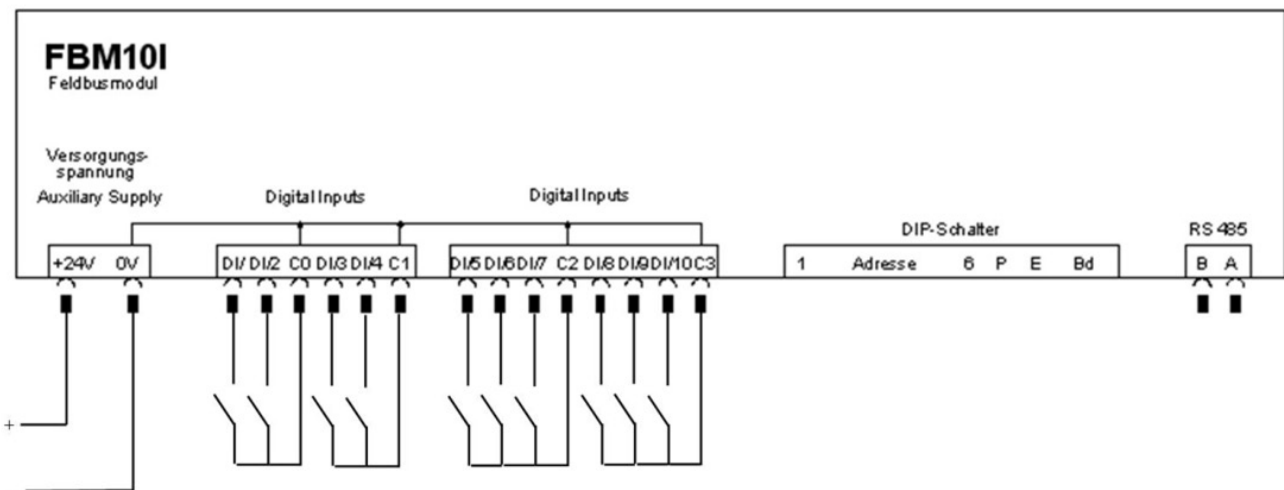 FBM10I
Feldbusmodul
Versorgungs-
spannung
Auxiliary Supply
Digital Inputs
Digital Inputs
DIP-Schalter
RS 485
+24V 0V
DI/ DI/2 C0 DI/3 DI/4 C1
DI/5 DI/6 DI/7 C2 DI/8 DI/9 DI/10 C3
1 Adresse 6 P E Bd
B A
+